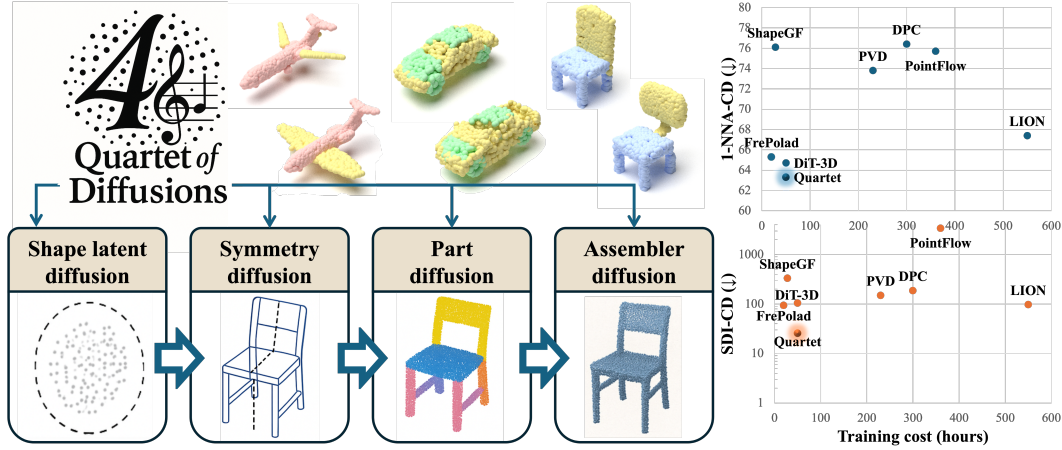 4
Quartet of
Diffusions
Shape latent
diffusion
Symmetry
diffusion
Part
diffusion
Assembler
diffusion
1-NNA-CD (↓)
80
78
76
74
72
70
68
66
64
62
60
ShapeGF
DPC
PVD
PointFlow
LION
FrePolad
DiT-3D
Quartet
0 100 200 300 400 500 600
SDI-CD (↓)
1000
100
10
1
PointFlow
ShapeGF
PVD
DPC
LION
DiT-3D
FrePolad
Quartet
0 100 200 300 400 500 600
Training cost (hours)